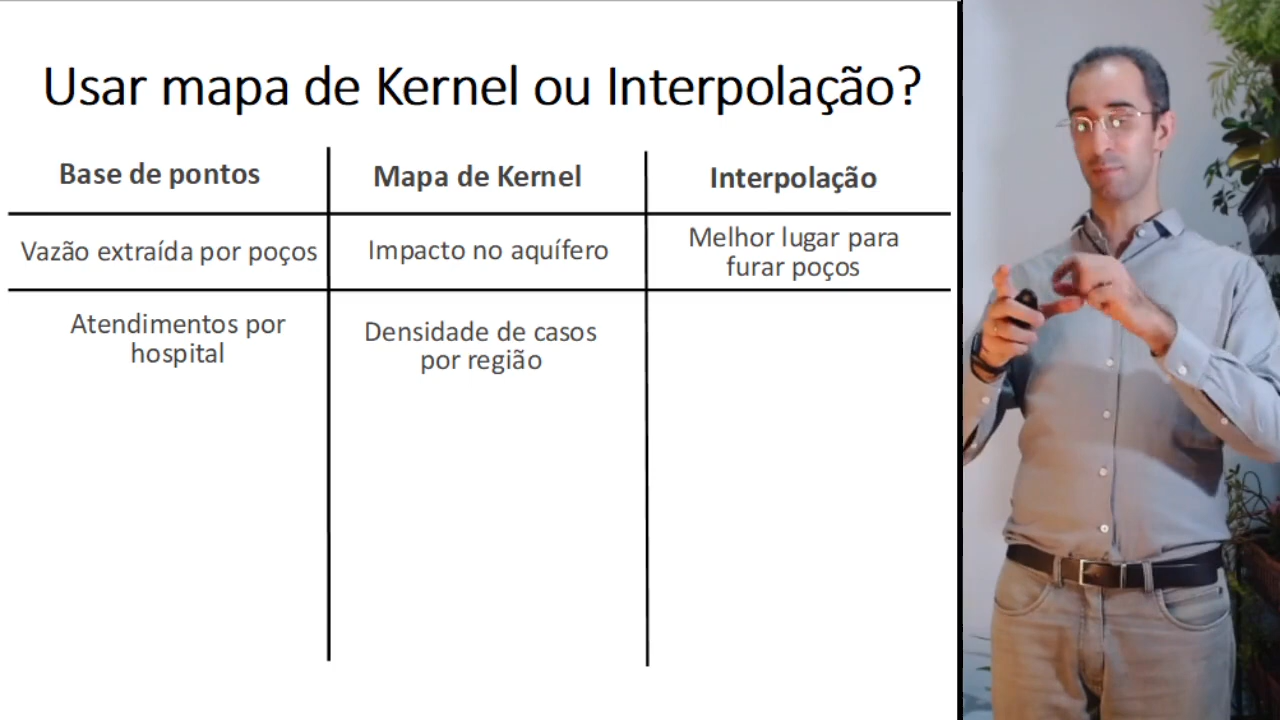 Usar mapa de Kernel ou Interpolação?
Base de pontos
Mapa de Kernel
Interpolação
Vazão extraída por poços
Impacto no aquífero
Melhor lugar para
furar poços
Atendimentos por
hospital
Densidade de casos
por região